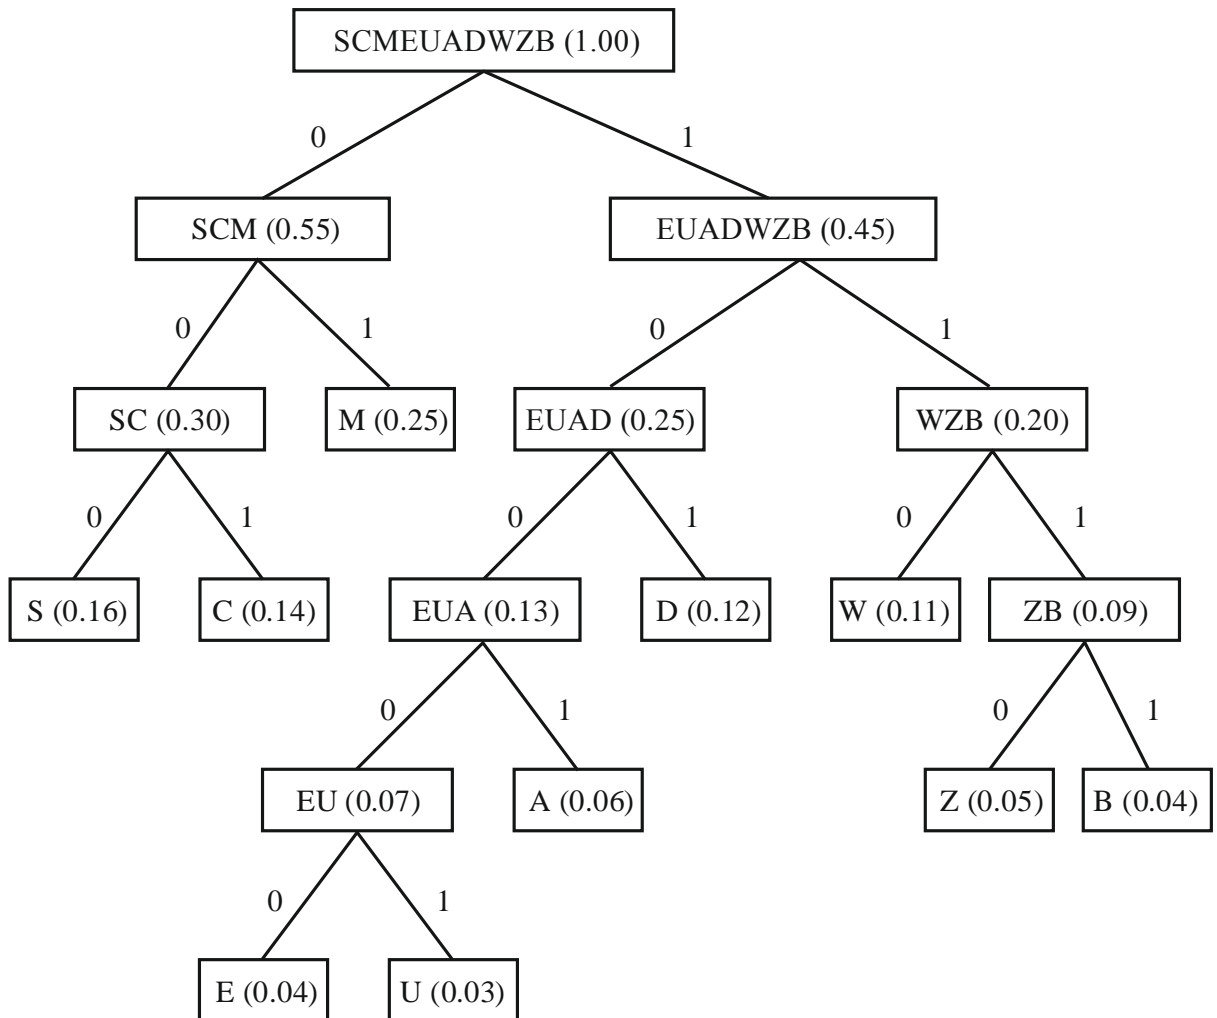 SCMEUADWZB (1.00)
0 1
SCM (0.55) EUADWZB (0.45)
0 1 0 1
SC (0.30) M (0.25) EUAD (0.25) WZB (0.20)
0 1 0 1 0 1
S (0.16) C (0.14) EUA (0.13) D (0.12) W (0.11) ZB (0.09)
0 1 0 1
EU (0.07) A (0.06) Z (0.05) B (0.04)
0 1
E (0.04) U (0.03)